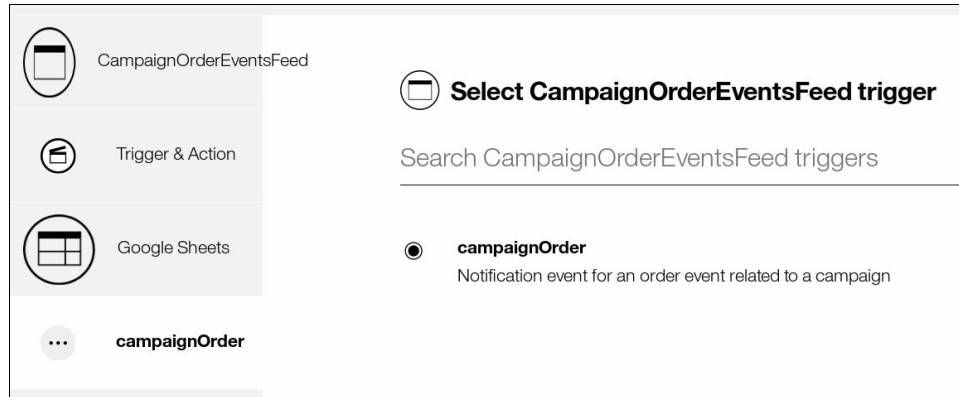 CampaignOrderEventsFeed
Trigger & Action
Google Sheets
campaignOrder
Select CampaignOrderEventsFeed trigger
Search CampaignOrderEventsFeed triggers
campaignOrder
Notification event for an order event related to a campaign